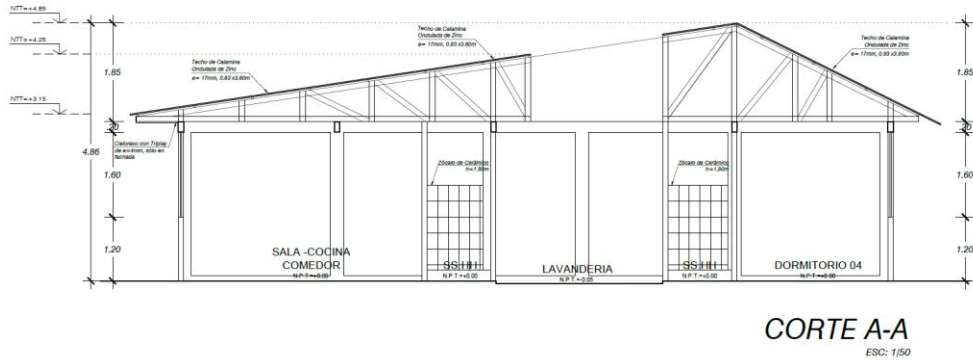 NTT=+4.85
NTT=+4.25
NTT=+3.15
1.85
20
4.86
1.60
1.20
Techo de Calamina
Ondulada de Zinc
e= 17mm, 0.83 x3.60m
Techo de Calamina
Ondulada de Zinc
e= 17mm, 0.83 x3.60m
Techo de Calamina
Ondulada de Zinc
e= 17mm, 0.83 x3.60m
1.85
20
1.60
1.20
Cieloraso con Triplay
de e=4mm, sólo en
fachada
Zócalo de Cerámico
h=1.80m
Zócalo de Cerámico
h=1.80m
SALA -COCINA
COMEDOR
N.P.T.=+0.00
SS.HH
N.P.T.=+0.00
LAVANDERIA
N.P.T.=-0.05
SS.HH
N.P.T.=+0.00
DORMITORIO 04
N.P.T.=+0.00
CORTE A-A
ESC: 1/50